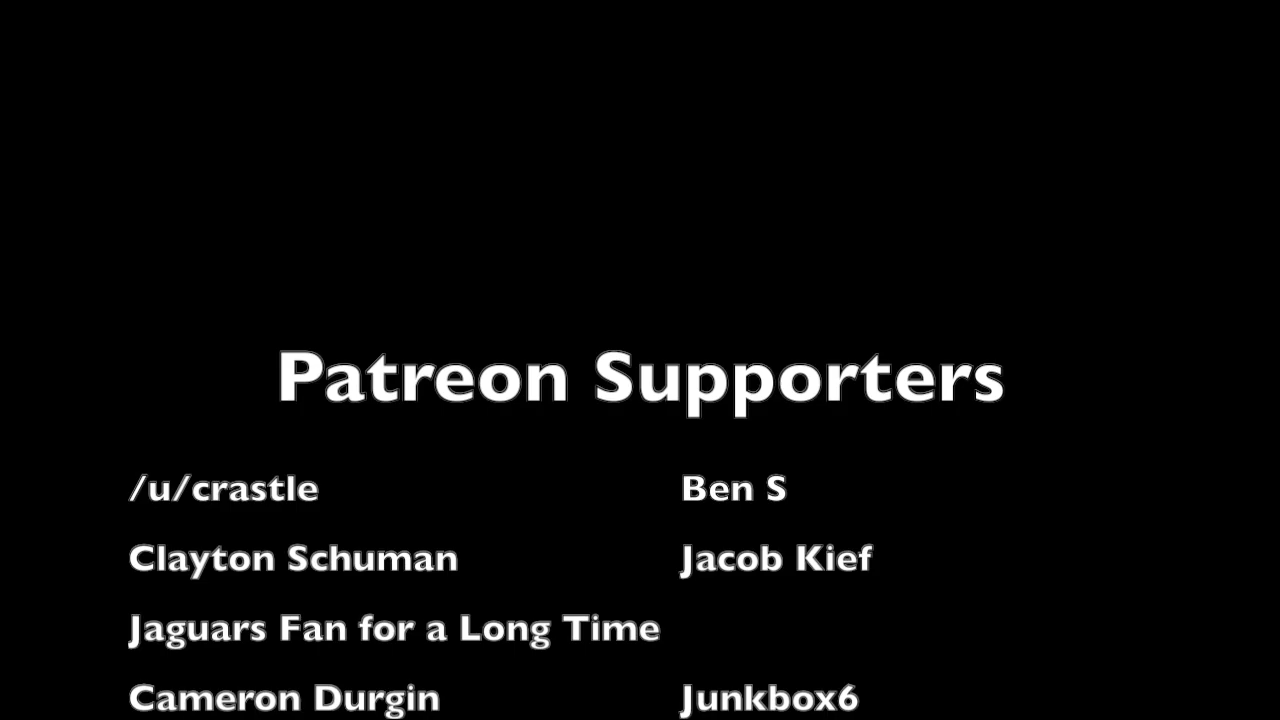 Patreon Supporters
/u/crastle Ben S
Clayton Schuman Jacob Kief
Jaguars Fan for a Long Time
Cameron Durgin Junkbox6